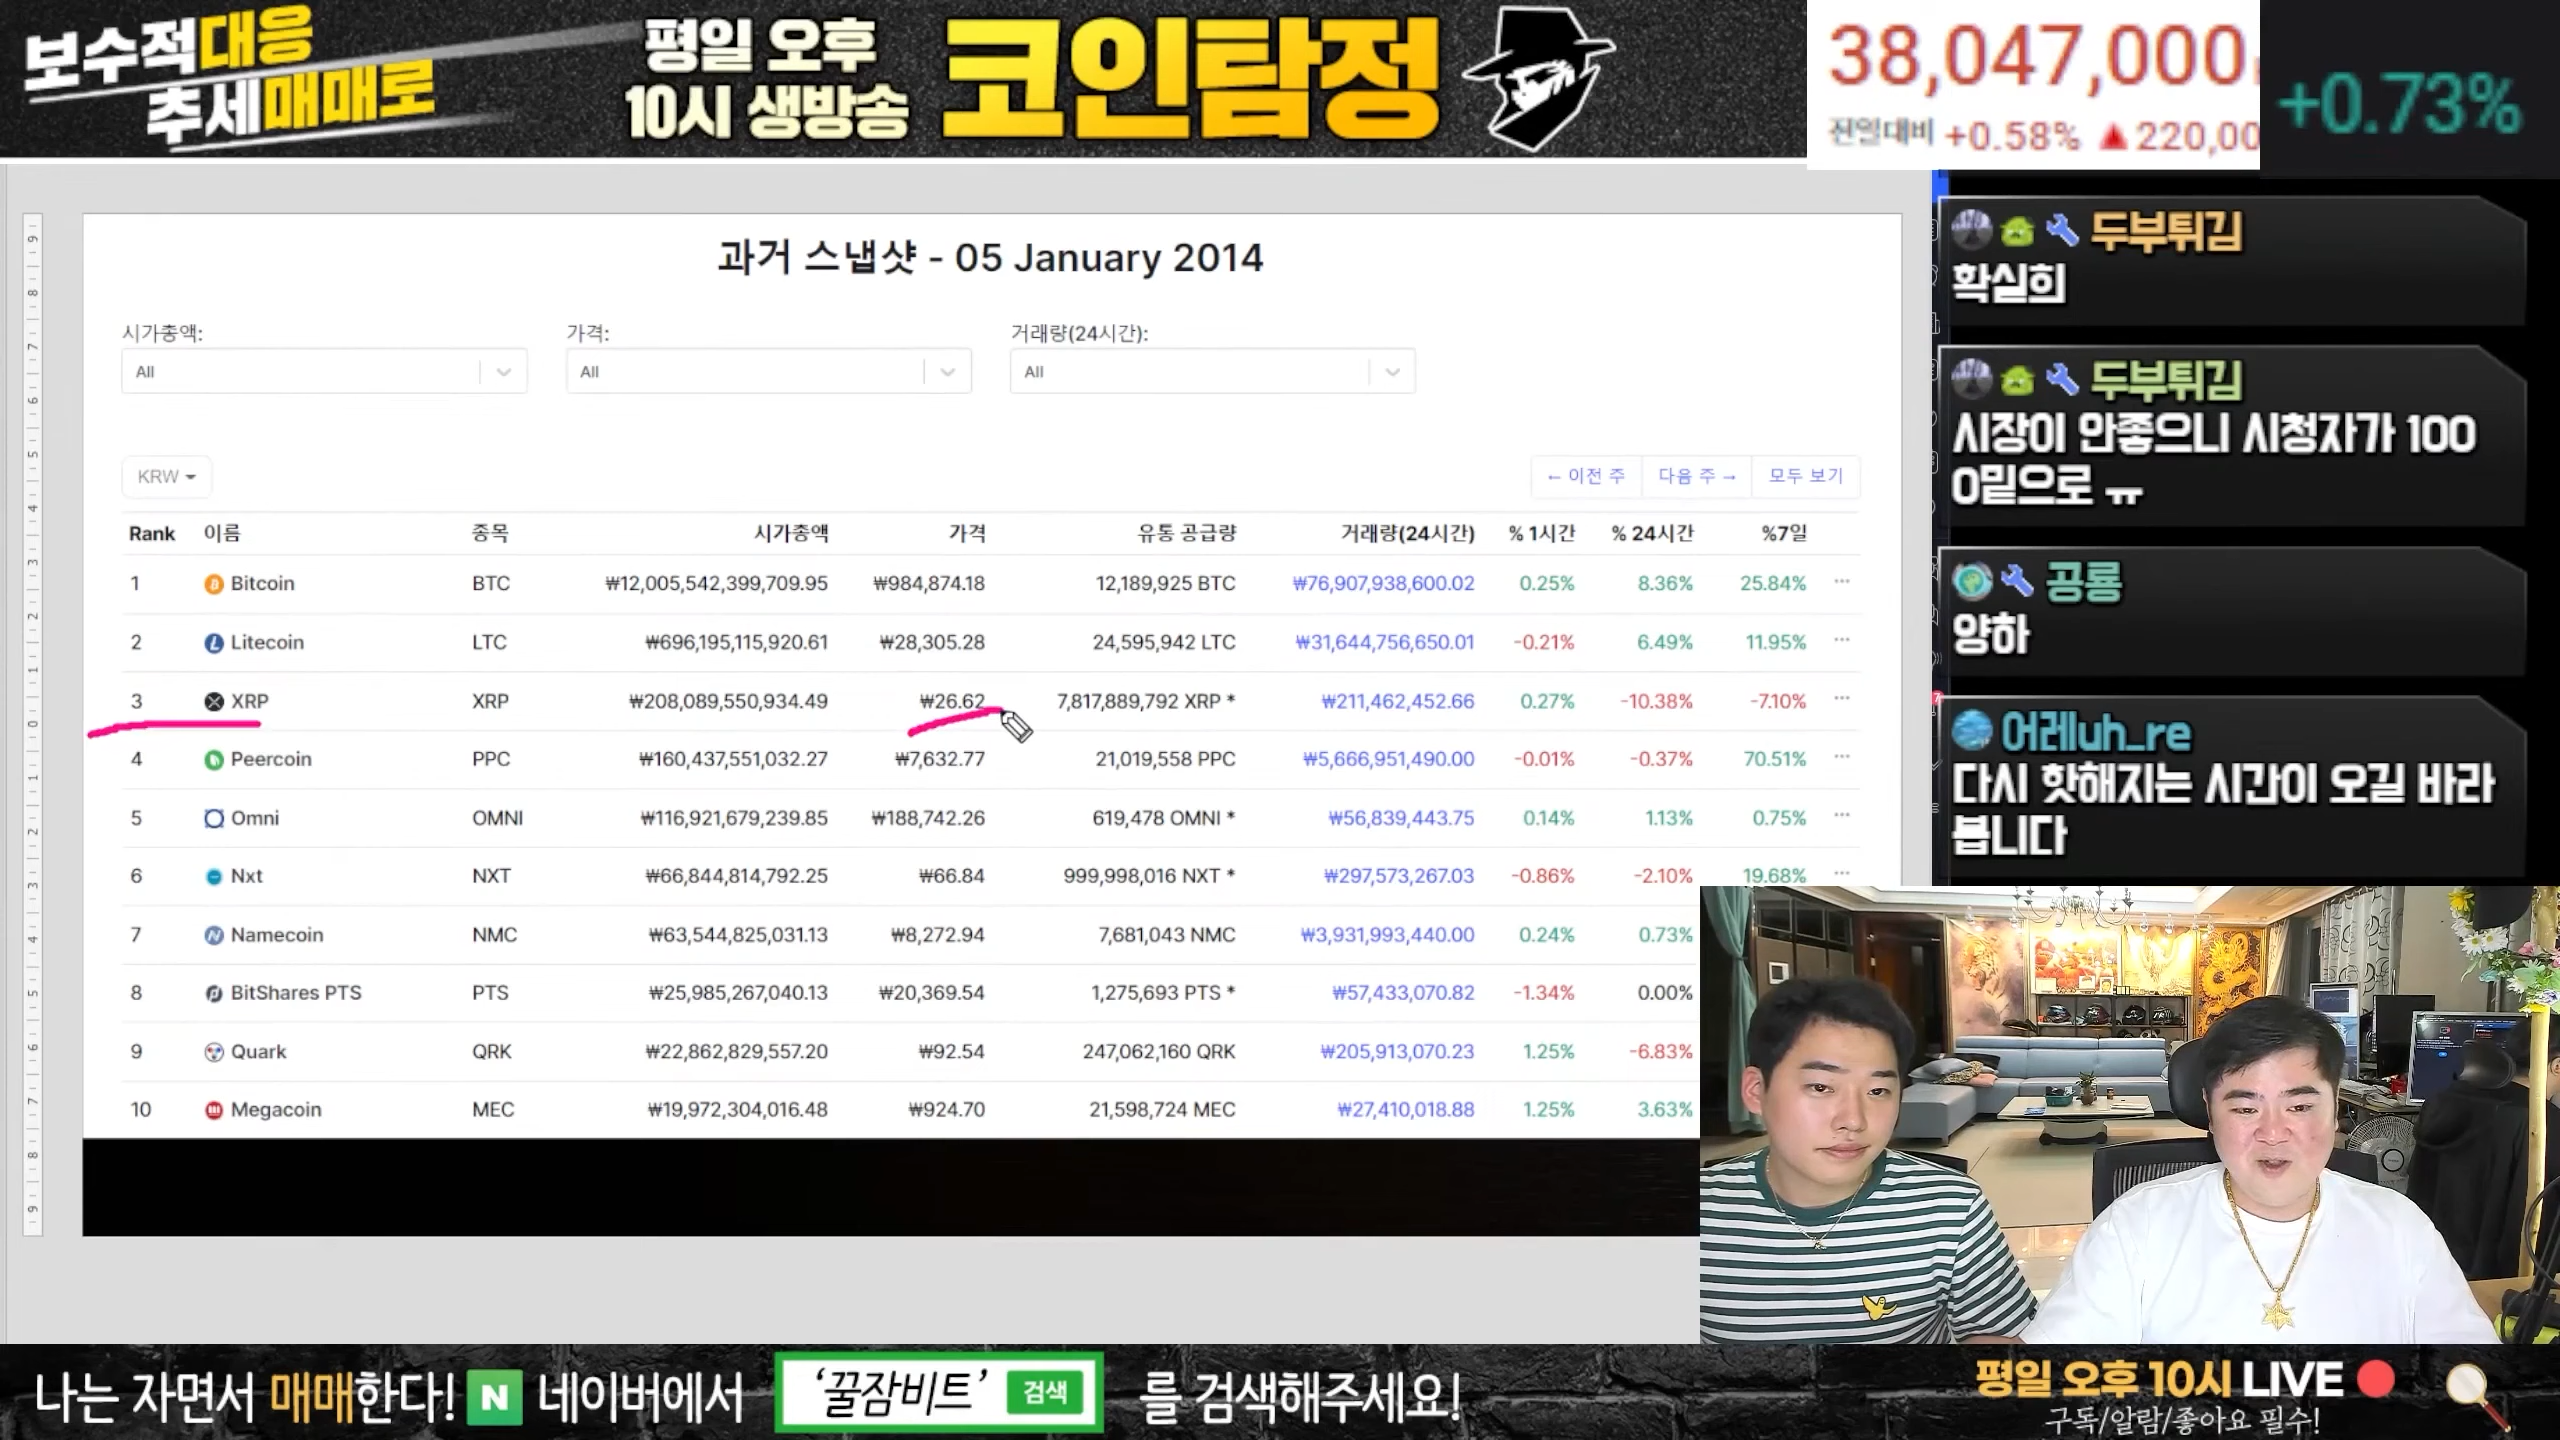 보수적대응
추세매매로
평일 오후
10시 생방송
코인탐정
38,047,000
전일대비 +0.58% ▲ 220,00
+0.73%
과거 스냅샷 - 05 January 2014
시가총액: 가격: 거래량(24시간):
All All All
KRW
← 이전 주 다음 주 → 모두 보기
Rank 이름 종목 시가총액 가격 유통 공급량 거래량(24시간) % 1시간 % 24시간 %7일
1 Bitcoin BTC ₩12,005,542,399,709.95 ₩984,874.18 12,189,925 BTC ₩76,907,938,600.02 0.25% 8.36% 25.84% ...
2 Litecoin LTC ₩696,195,115,920.61 ₩28,305.28 24,595,942 LTC ₩31,644,756,650.01 -0.21% 6.49% 11.95% ...
3 XRP XRP ₩208,089,550,934.49 ₩26.62 7,817,889,792 XRP * ₩211,462,452.66 0.27% -10.38% -7.10% ...
4 Peercoin PPC ₩160,437,551,032.27 ₩7,632.77 21,019,558 PPC ₩5,666,951,490.00 -0.01% -0.37% 70.51% ...
5 Omni OMNI ₩116,921,679,239.85 ₩188,742.26 619,478 OMNI * ₩56,839,443.75 0.14% 1.13% 0.75% ...
6 Nxt NXT ₩66,844,814,792.25 ₩66.84 999,998,016 NXT * ₩297,573,267.03 -0.86% -2.10% 19.68% ...
7 Namecoin NMC ₩63,544,825,031.13 ₩8,272.94 7,681,043 NMC ₩3,931,993,440.00 0.24% 0.73%
8 BitShares PTS PTS ₩25,985,267,040.13 ₩20,369.54 1,275,693 PTS * ₩57,433,070.82 -1.34% 0.00%
9 Quark QRK ₩22,862,829,557.20 ₩92.54 247,062,160 QRK ₩205,913,070.23 1.25% -6.83%
10 Megacoin MEC ₩19,972,304,016.48 ₩924.70 21,598,724 MEC ₩27,410,018.88 1.25% 3.63%
두부튀김
확실희
두부튀김
시장이 안좋으니 시청자가 100
0밑으로 ㅠ
공룡
양하
어레luh_re
다시 핫해지는 시간이 오길 바라
봅니다
나는 자면서 매매한다! N 네이버에서 '꿀잠비트' 검색 를 검색해주세요!
평일 오후 10시 LIVE
구독/알람/좋아요 필수!